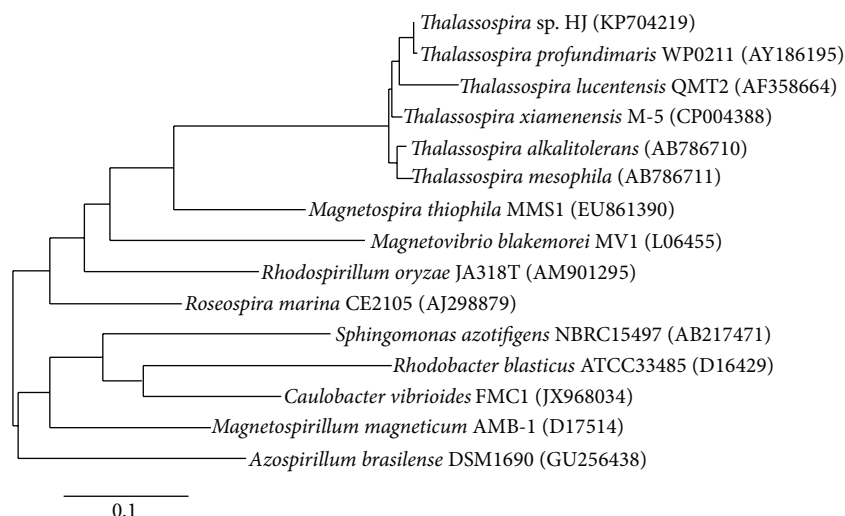 Thalassospira sp. HJ (KP704219)
Thalassospira profundimaris WP0211 (AY186195)
Thalassospira lucentensis QMT2 (AF358664)
Thalassospira xiamenensis M-5 (CP004388)
Thalassospira alkalitolerans (AB786710)
Thalassospira mesophila (AB786711)
Magnetospira thiophila MMS1 (EU861390)
Magnetovibrio blakemorei MV1 (L06455)
Rhodospirillum oryzae JA318T (AM901295)
Roseospira marina CE2105 (AJ298879)
Sphingomonas azotifigens NBRC15497 (AB217471)
Rhodobacter blasticus ATCC33485 (D16429)
Caulobacter vibrioides FMC1 (JX968034)
Magnetospirillum magneticum AMB-1 (D17514)
Azospirillum brasilense DSM1690 (GU256438)
0.1